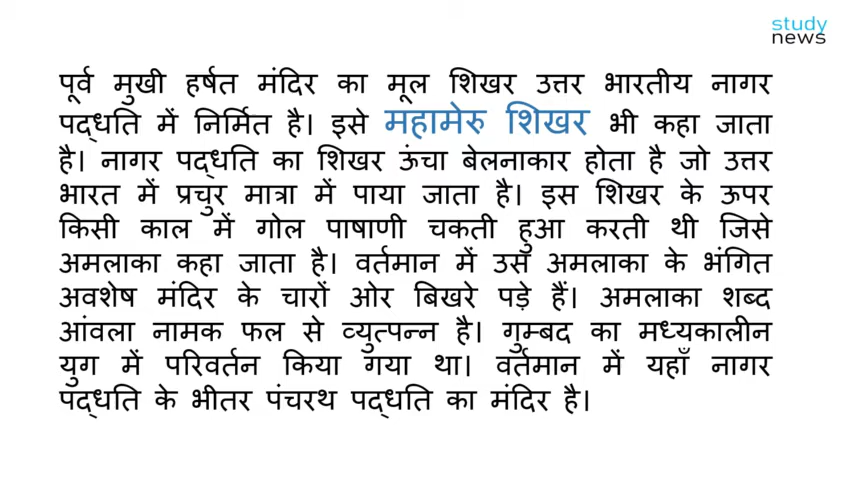 study
news
पूर्व मुखी हर्षत मंदिर का मूल शिखर उत्तर भारतीय नागर
पद्धति में निर्मित है। इसे महामेरु शिखर भी कहा जाता
है। नागर पद्धति का शिखर ऊंचा बेलनाकार होता है जो उत्तर
भारत में प्रचुर मात्रा में पाया जाता है। इस शिखर के ऊपर
किसी काल में गोल पाषाणी चकती हुआ करती थी जिसे
अमलाका कहा जाता है। वर्तमान में उस अमलाका के भंगित
अवशेष मंदिर के चारों ओर बिखरे पड़े हैं। अमलाका शब्द
आंवला नामक फल से व्युत्पन्न है। गुम्बद का मध्यकालीन
युग में परिवर्तन किया गया था। वर्तमान में यहाँ नागर
पद्धति के भीतर पंचरथ पद्धति का मंदिर है।